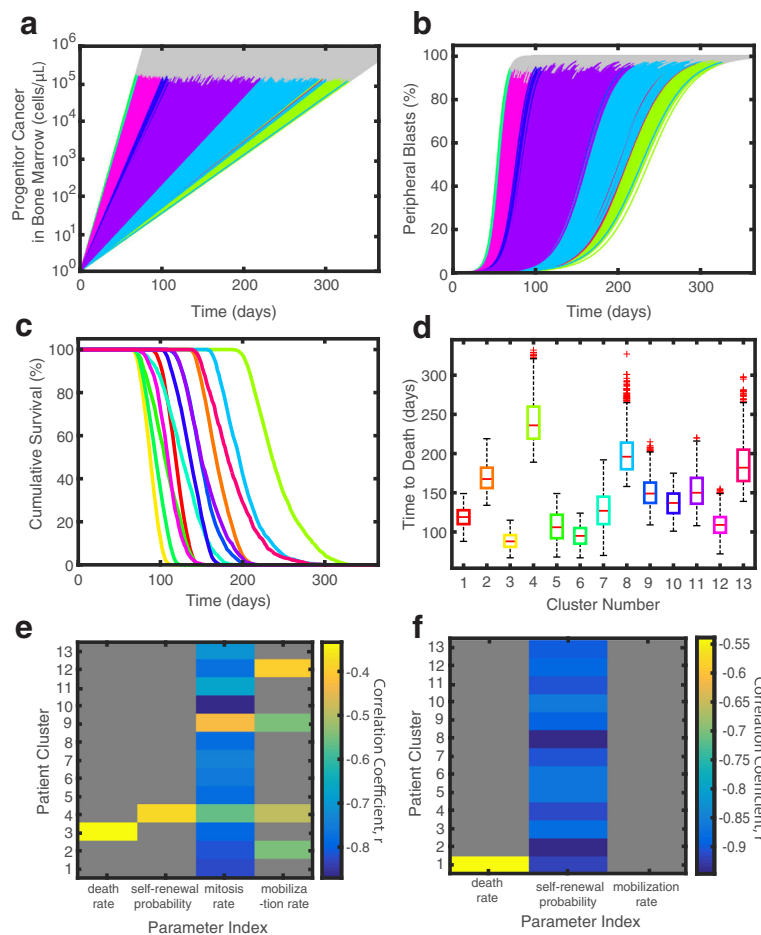 a
10⁶
10⁵
10⁴
10³
10²
10¹
10⁰
Progenitor Cancer
in Bone Marrow (cells/µL)
0
100
200
300
Time (days)
b
100
80
60
40
20
0
Peripheral Blasts (%)
0
100
200
300
Time (days)
c
100
80
60
40
20
0
Cumulative Survival (%)
0
100
200
300
Time (days)
d
300
250
200
150
100
Time to Death (days)
1 2 3 4 5 6 7 8 9 10 11 12 13
Cluster Number
e
13
12
11
10
9
8
7
6
5
4
3
2
1
Patient Cluster
death
rate
self-renewal
probability
mitosis
rate
mobiliza
-tion rate
Parameter Index
-0.4
-0.5
-0.6
-0.7
-0.8
Correlation Coefficient, r
f
13
12
11
10
9
8
7
6
5
4
3
2
1
Patient Cluster
death
rate
self-renewal
probability
mobilization
rate
Parameter Index
-0.55
-0.6
-0.65
-0.7
-0.75
-0.8
-0.85
-0.9
Correlation Coefficient, r